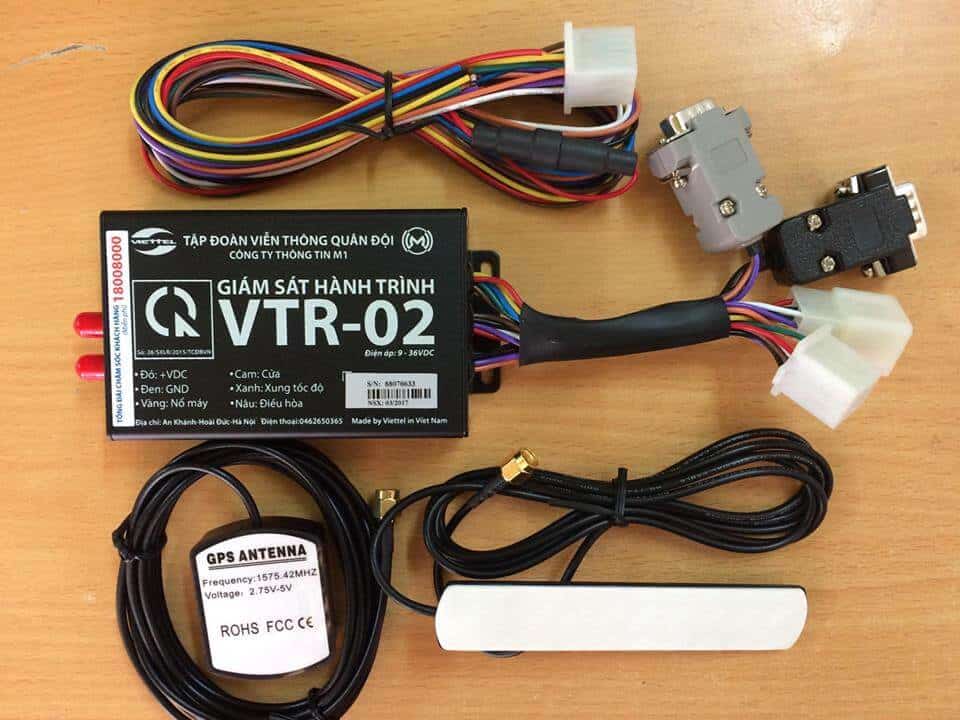 VIETTEL
TẬP ĐOÀN VIỄN THÔNG QUÂN ĐỘI
CÔNG TY THÔNG TIN M1
GIÁM SÁT HÀNH TRÌNH
VTR-02
Điện áp: 9 - 36VDC
Số: 26/SXLR/2015/TCĐBVN
TỔNG ĐÀI CHĂM SÓC KHÁCH HÀNG 18008000
(Miễn phí)
• Đỏ: +VDC
• Đen: GND
• Vàng: Nổ máy
• Cam: Cửa
• Xanh: Xung tốc độ
• Nâu: Điều hòa
S/N: 88070633
NSX: 03/2017
Địa chỉ: An Khánh-Hoài Đức-Hà Nội Điện thoại:0462650365 Made by Viettel in Viet Nam
GPS ANTENNA
Frequency:1575.42MHZ
Voltage: 2.75V-5V
ROHS FCC CE